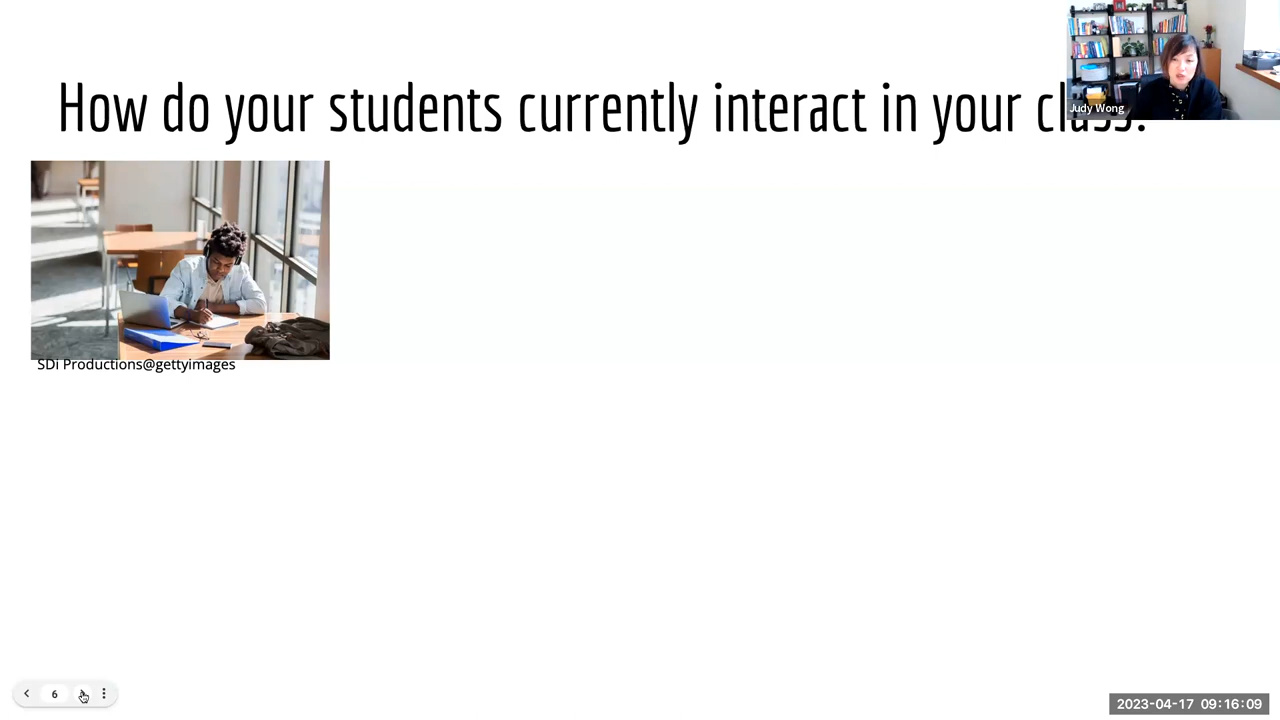 How do your students currently interact in your class?
Judy Wong
SDi Productions@gettyimages
6
2023-04-17 09:16:09